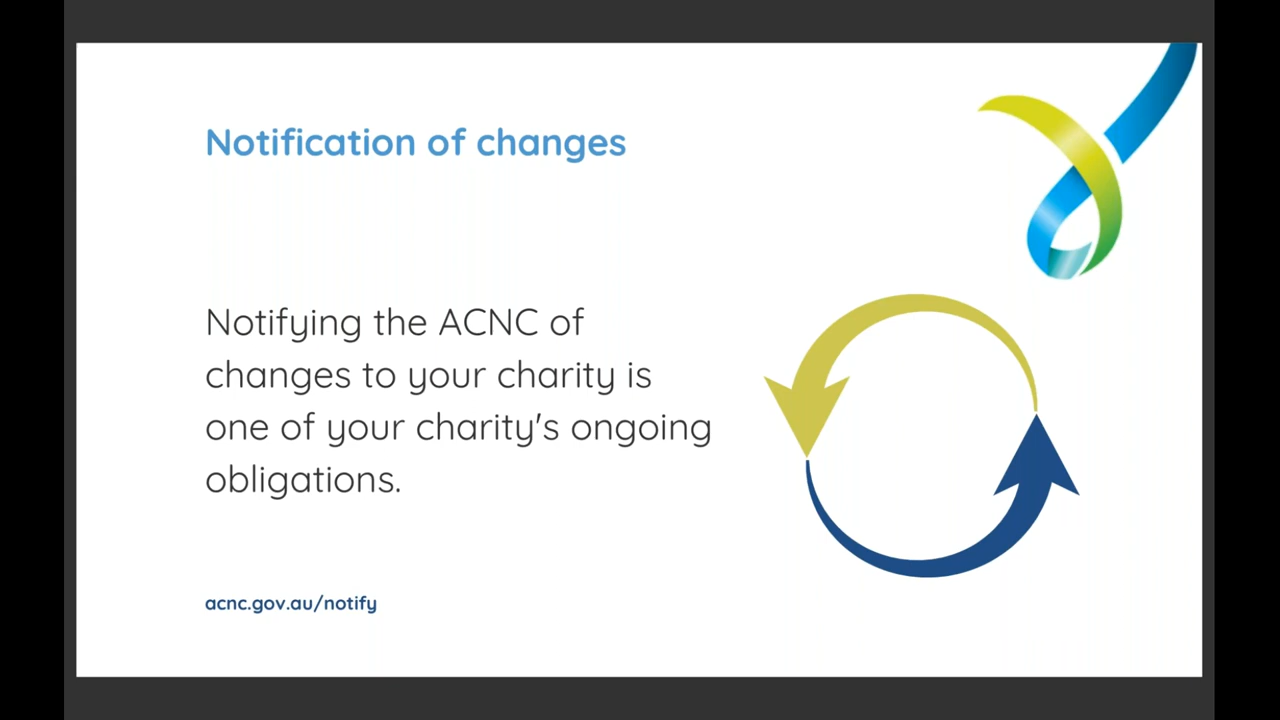 Notification of changes
Notifying the ACNC of
changes to your charity is
one of your charity's ongoing
obligations.
acnc.gov.au/notify